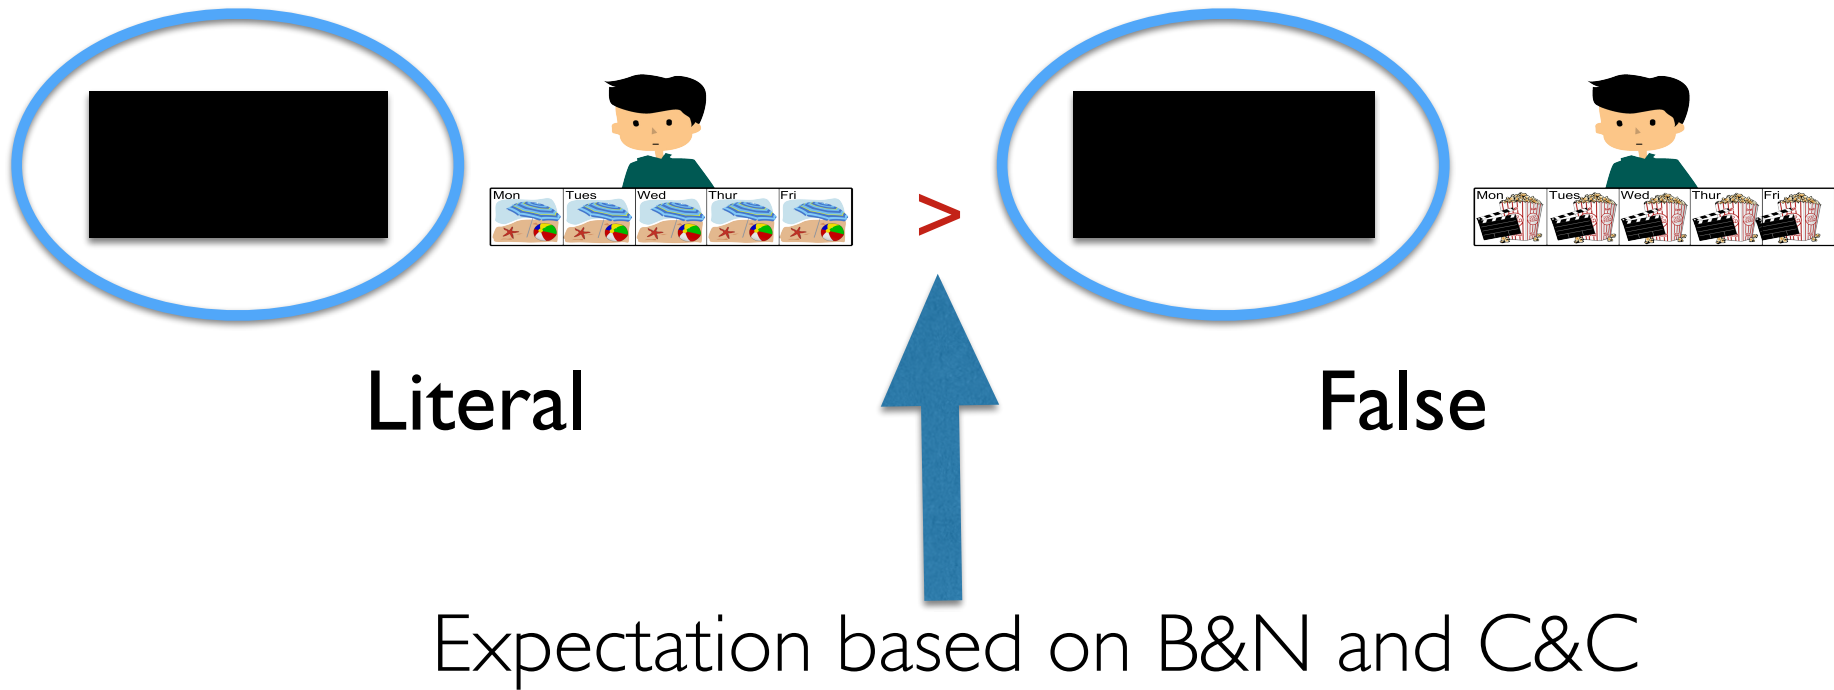 Mon Tues Wed Thur Fri
>
Mon Tues Wed Thur Fri
Literal
False
Expectation based on B&N and C&C